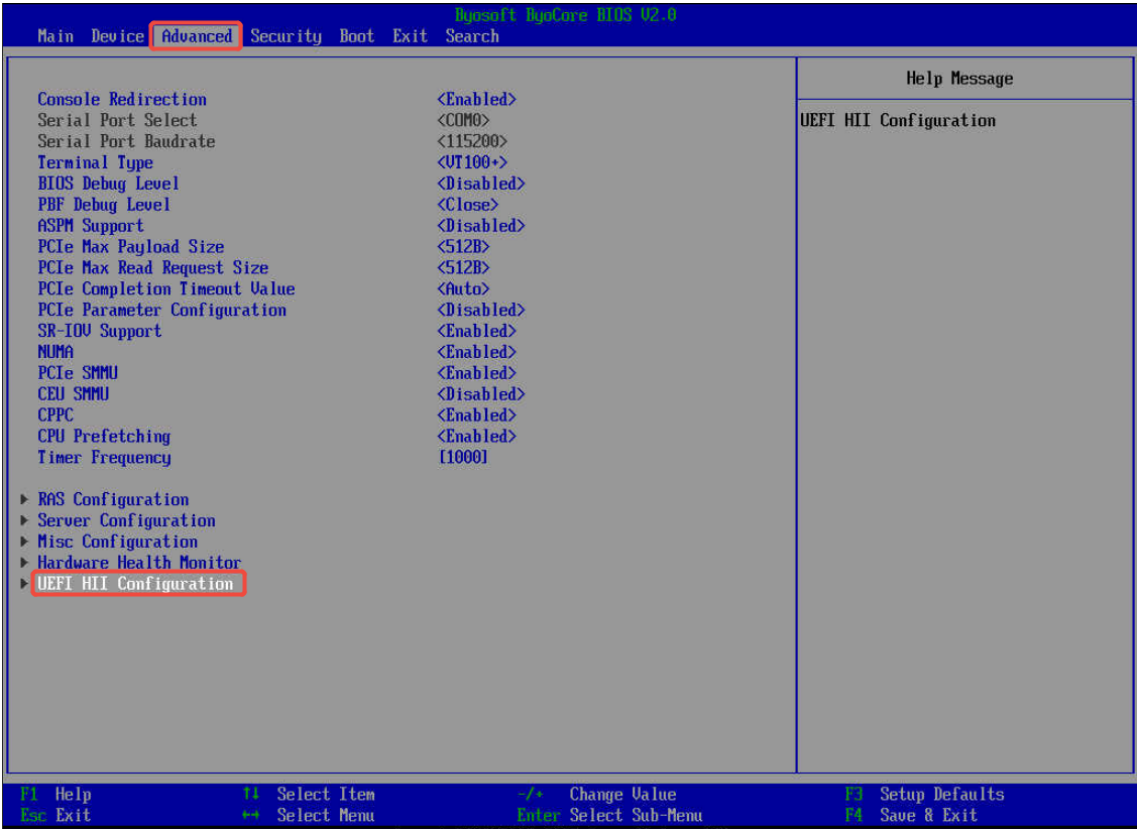 Byosoft ByoCore BIOS V2.0
Main Device Advanced Security Boot Exit Search
Help Message
UEFI HII Configuration
Console Redirection <Enabled>
Serial Port Select <COM0>
Serial Port Baudrate <115200>
Terminal Type <VT100+>
BIOS Debug Level <Disabled>
PBF Debug Level <Close>
ASPM Support <Disabled>
PCIe Max Payload Size <512B>
PCIe Max Read Request Size <512B>
PCIe Completion Timeout Value <Auto>
PCIe Parameter Configuration <Disabled>
SR-IOV Support <Enabled>
NUMA <Enabled>
PCIe SMMU <Enabled>
CEU SMMU <Disabled>
CPPC <Enabled>
CPU Prefetching <Enabled>
Timer Frequency [1000]
RAS Configuration
Server Configuration
Misc Configuration
Hardware Health Monitor
UEFI HII Configuration
F1 Help ↑↓ Select Item -/+ Change Value F3 Setup Defaults
Esc Exit ↔ Select Menu Enter Select Sub-Menu F4 Save & Exit